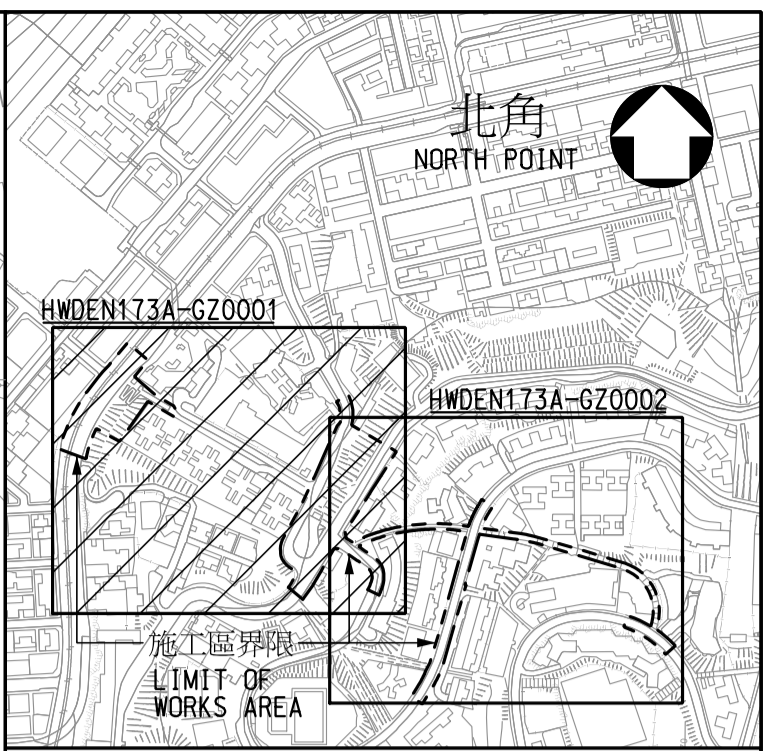 北角
NORTH POINT
HWDEN173A-GZ0001
HWDEN173A-GZ0002
施工區界限
LIMIT OF
WORKS AREA